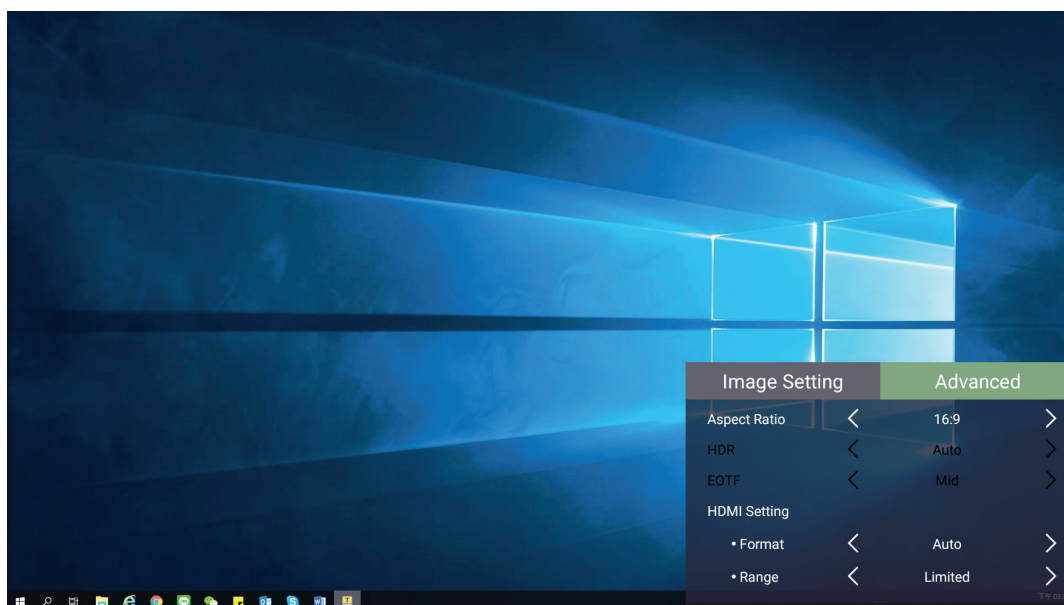 Image Setting Advanced
Aspect Ratio 16:9
HDR Auto
EOTF Mid
HDMI Setting
• Format Auto
• Range Limited